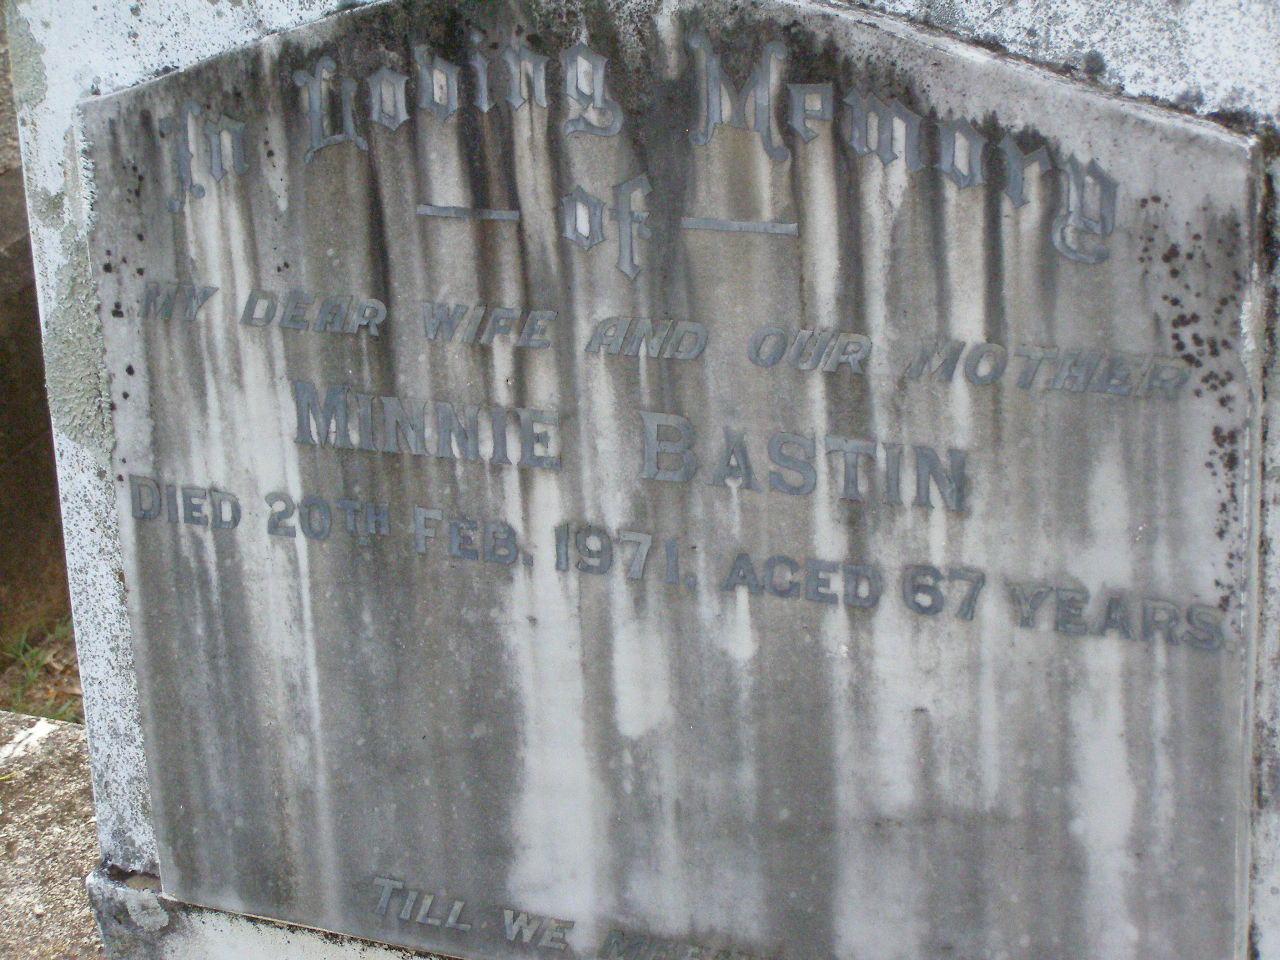 In Loving Memory
of
MY DEAR WIFE AND OUR MOTHER
MINNIE BASTIN
DIED 20TH FEB. 1971. AGED 67 YEARS.
TILL WE